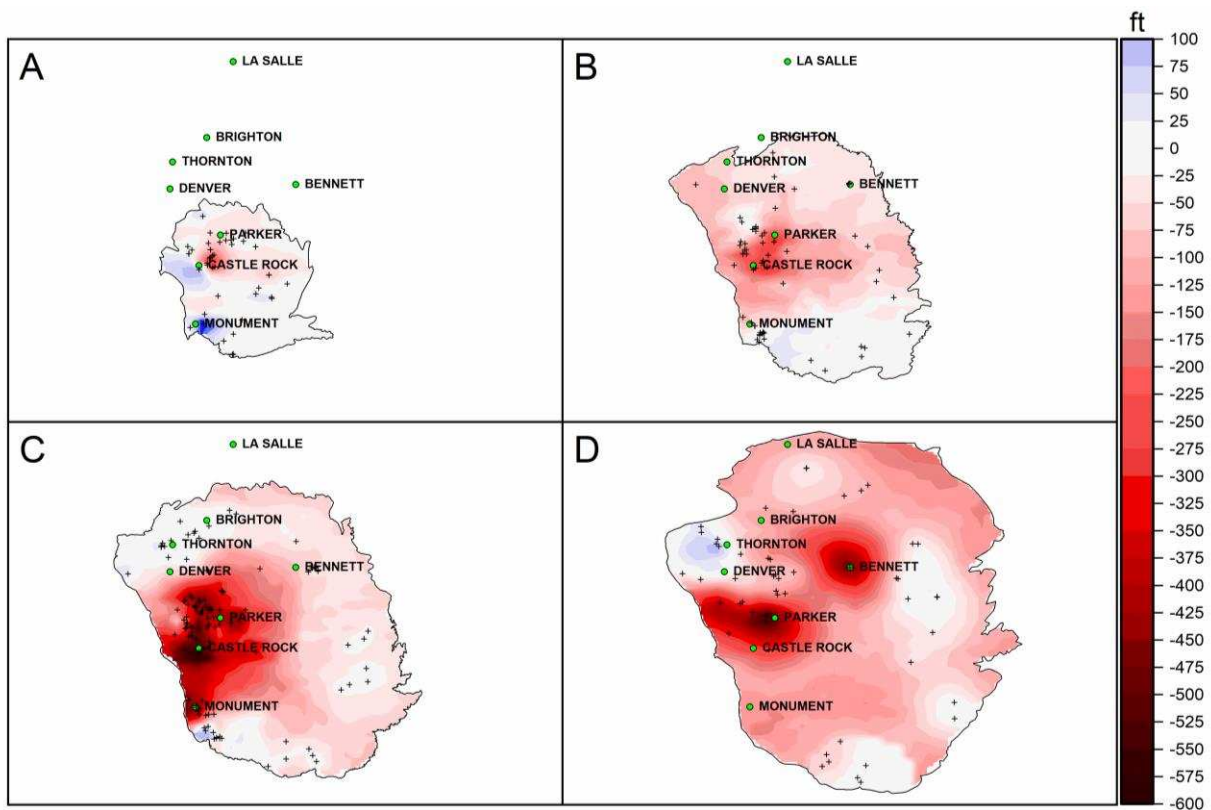 ft
A
LA SALLE
BRIGHTON
THORNTON
DENVER
BENNETT
PARKER
CASTLE ROCK
MONUMENT
B
LA SALLE
BRIGHTON
THORNTON
DENVER
BENNETT
PARKER
CASTLE ROCK
MONUMENT
C
LA SALLE
BRIGHTON
THORNTON
DENVER
BENNETT
PARKER
CASTLE ROCK
MONUMENT
D
LA SALLE
BRIGHTON
THORNTON
DENVER
BENNETT
PARKER
CASTLE ROCK
MONUMENT
100
75
50
25
0
-25
-50
-75
-100
-125
-150
-175
-200
-225
-250
-275
-300
-325
-350
-375
-400
-425
-450
-475
-500
-525
-550
-575
-600